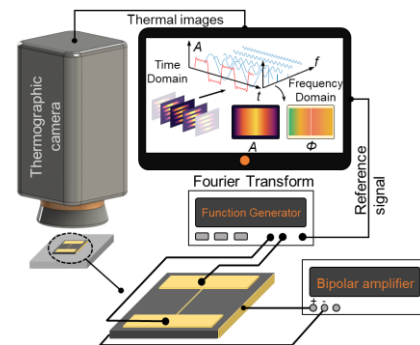 Thermal images
A
f
Time
Domain
t
Frequency
Domain
A
Φ
Thermographic
camera
Fourier Transform
Reference
signal
Function Generator
Bipolar amplifier
+ -